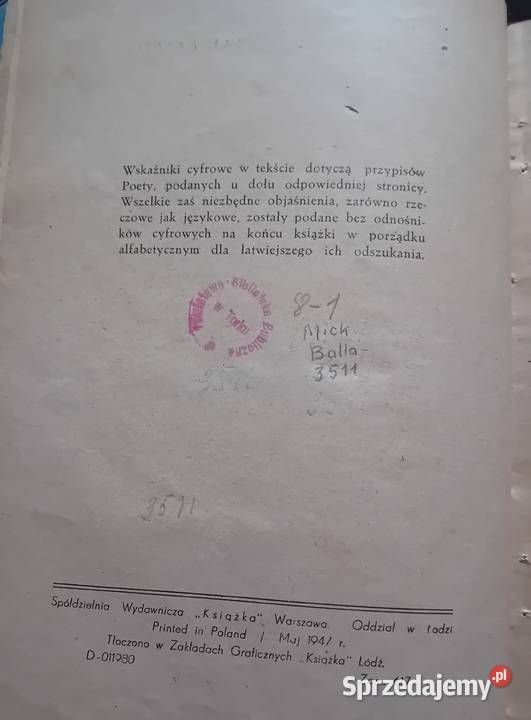 Wskaźniki cyfrowe w tekście dotyczą przypisów
Poety, podanych u dołu odpowiedniej stronicy.
Wszelkie zaś niezbędne objaśnienia, zarówno rze-
czowe jak językowe, zostały podane bez odnośni-
ków cyfrowych na końcu książki w porządku
alfabetycznym dla łatwiejszego ich odszukania.
Biblioteka Publiczna
8-1
Mick
Balla-
3511
3511
3511
Spółdzielnia Wydawnicza „Książka", Warszawa. Oddział w Łodzi
Printed in Poland / Maj 1947 r.
Tłoczono w Zakładach Graficznych „Książka" Łódź.
D-011980
Sprzedajemy.pl